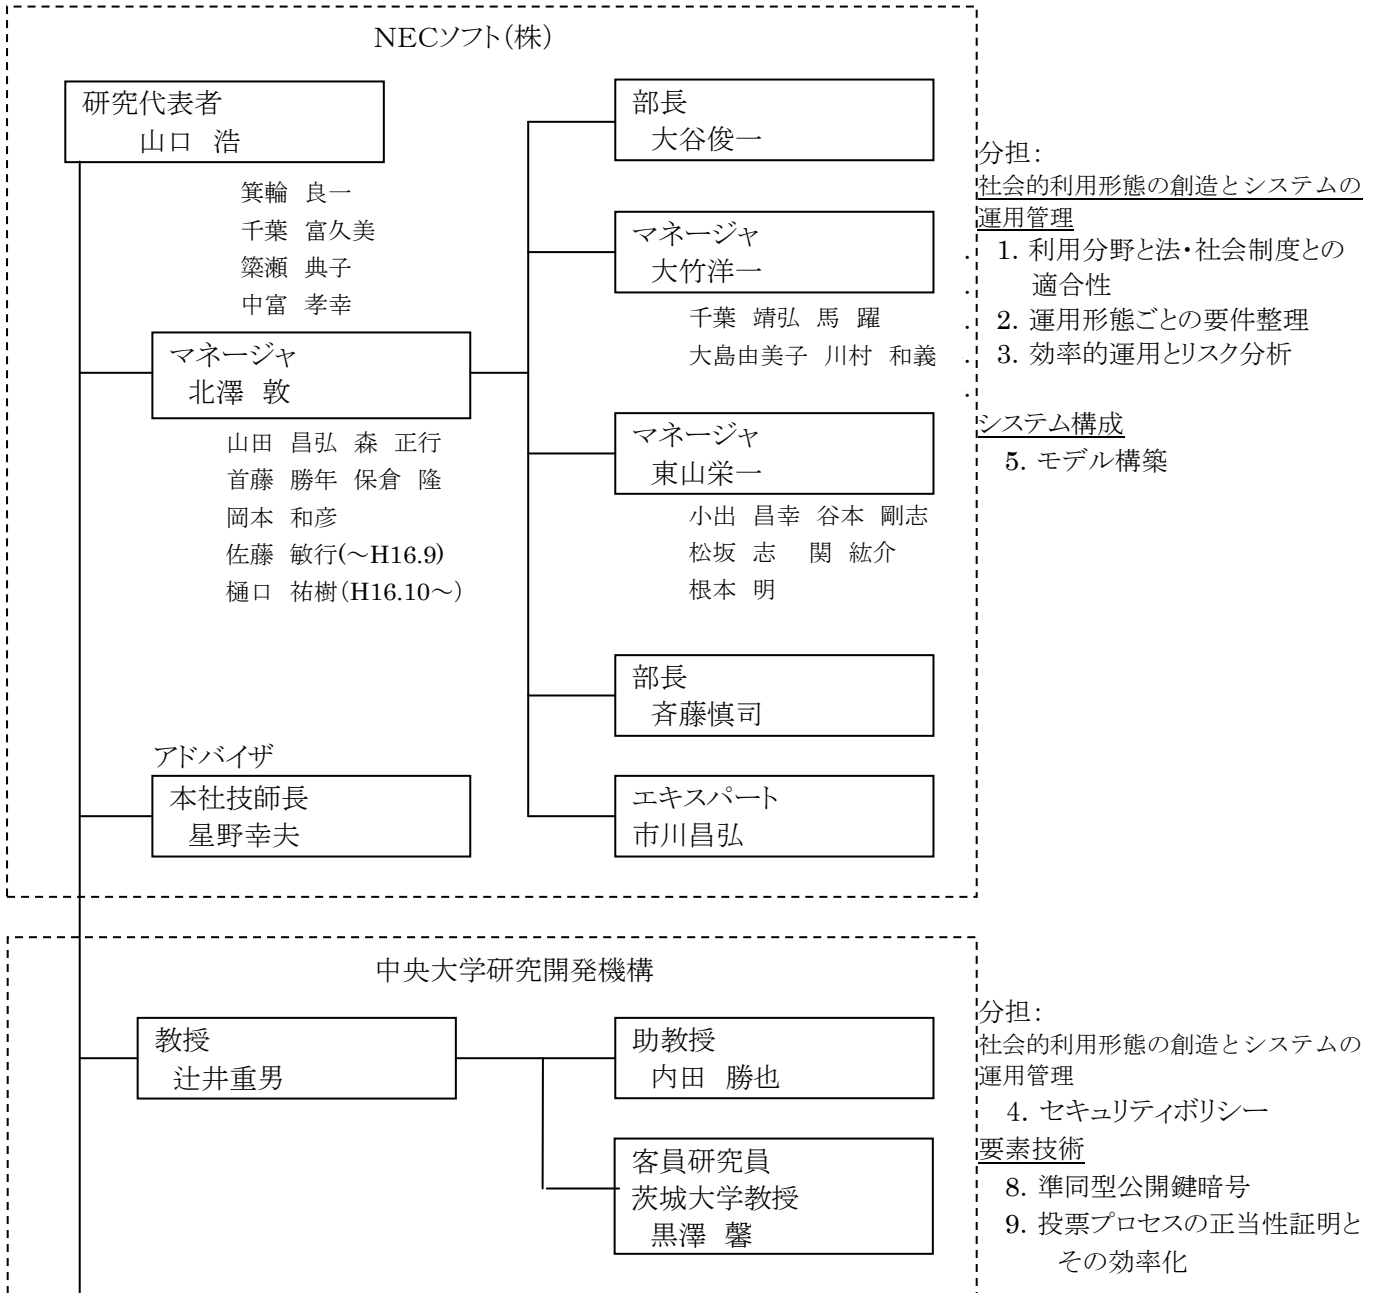 NECソフト(株)
研究代表者
山口 浩
箕輪 良一
千葉 富久美
簗瀬 典子
中富 孝幸
マネージャ
北澤 敦
山田 昌弘 森 正行
首藤 勝年 保倉 隆
岡本 和彦
佐藤 敏行(～H16.9)
樋口 祐樹(H16.10～)
アドバイザ
本社技師長
星野幸夫
部長
大谷俊一
マネージャ
大竹洋一
千葉 靖弘 馬 躍
大島由美子 川村 和義
マネージャ
東山栄一
小出 昌幸 谷本 剛志
松坂 志 関 紘介
根本 明
部長
斉藤慎司
エキスパート
市川昌弘
分担:
社会的利用形態の創造とシステムの
運用管理
1. 利用分野と法・社会制度との
適合性
2. 運用形態ごとの要件整理
3. 効率的運用とリスク分析
システム構成
5. モデル構築
中央大学研究開発機構
教授
辻井重男
助教授
内田 勝也
客員研究員
茨城大学教授
黒澤 馨
分担:
社会的利用形態の創造とシステムの
運用管理
4. セキュリティボリシー
要素技術
8. 準同型公開鍵暗号
9. 投票プロセスの正当性証明と
その効率化